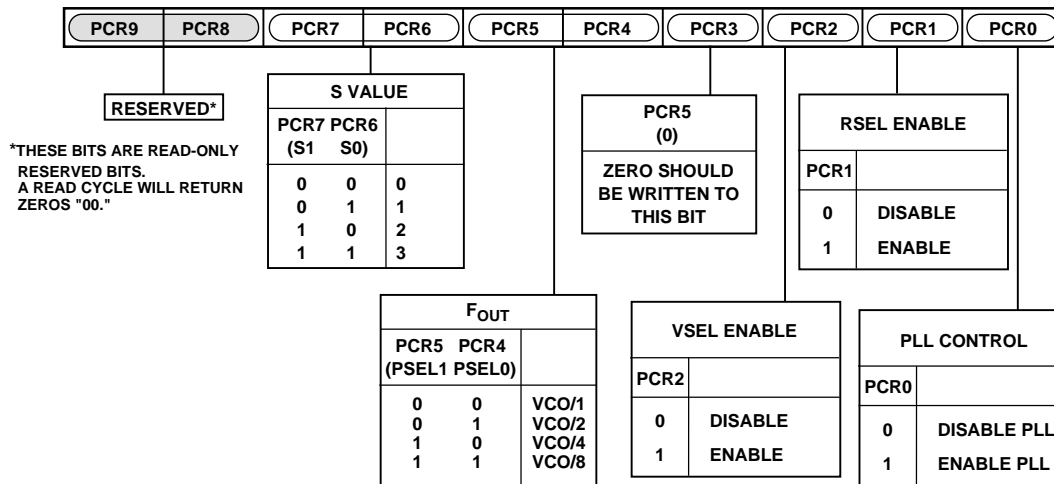 PCR9 PCR8 PCR7 PCR6 PCR5 PCR4 PCR3 PCR2 PCR1 PCR0
RESERVED*
*THESE BITS ARE READ-ONLY
RESERVED BITS.
A READ CYCLE WILL RETURN
ZEROS "00."
S VALUE
PCR7 PCR6
(S1 S0)
0 0 0
0 1 1
1 0 2
1 1 3
PCR5
(0)
ZERO SHOULD
BE WRITTEN TO
THIS BIT
RSEL ENABLE
PCR1
0 DISABLE
1 ENABLE
FOUT
PCR5 PCR4
(PSEL1 PSEL0)
0 0 VCO/1
0 1 VCO/2
1 0 VCO/4
1 1 VCO/8
VSEL ENABLE
PCR2
0 DISABLE
1 ENABLE
PLL CONTROL
PCR0
0 DISABLE PLL
1 ENABLE PLL